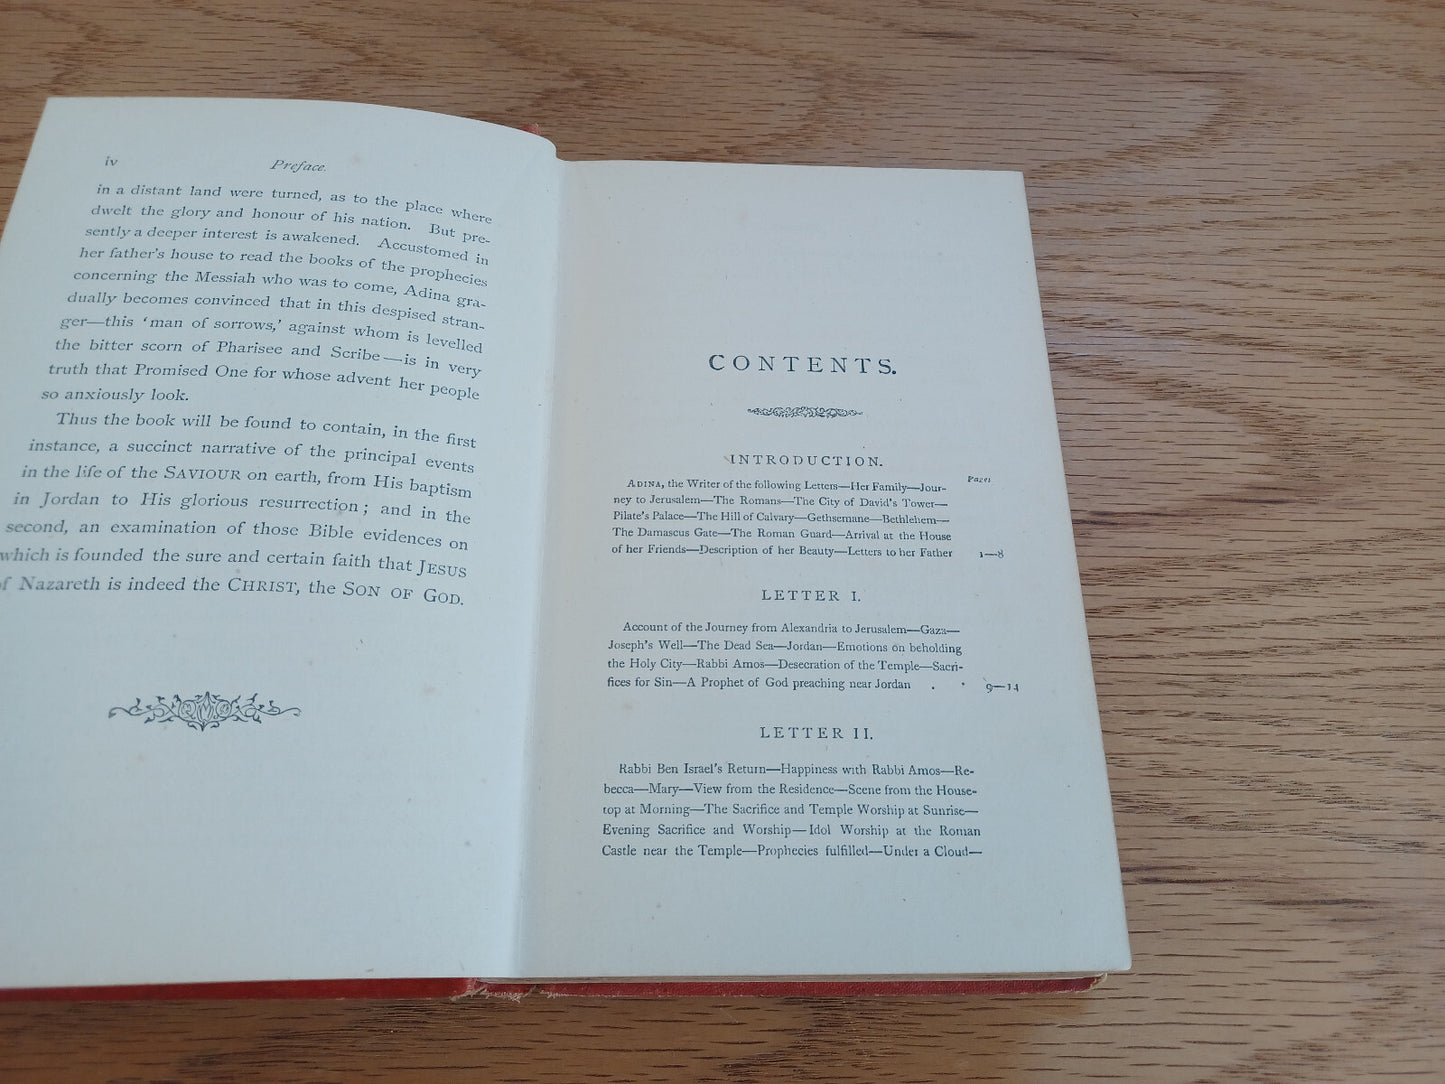 iv Preface.
in a distant land were turned, as to the place where
dwelt the glory and honour of his nation. But pre-
sently a deeper interest is awakened. Accustomed in
her father's house to read the books of the prophecies
concerning the Messiah who was to come, Adina gra-
dually becomes convinced that in this despised stran-
ger—this 'man of sorrows,' against whom is levelled
the bitter scorn of Pharisee and Scribe—is in very
truth that Promised One for whose advent her people
so anxiously look.
Thus the book will be found to contain, in the first
instance, a succinct narrative of the principal events
in the life of the SAVIOUR on earth, from His baptism
in Jordan to His glorious resurrection; and in the
second, an examination of those Bible evidences on
which is founded the sure and certain faith that JESUS
of Nazareth is indeed the CHRIST, the SON OF GOD.
CONTENTS.
INTRODUCTION.
Pages
ADINA, the Writer of the following Letters—Her Family—Jour-
ney to Jerusalem—The Romans—The City of David's Tower—
Pilate's Palace—The Hill of Calvary—Gethsemane—Bethlehem—
The Damascus Gate—The Roman Guard—Arrival at the House
of her Friends—Description of her Beauty—Letters to her Father 1—8
LETTER I.
Account of the Journey from Alexandria to Jerusalem—Gaza—
Joseph's Well—The Dead Sea—Jordan—Emotions on beholding
the Holy City—Rabbi Amos—Desecration of the Temple—Sacri-
fices for Sin—A Prophet of God preaching near Jordan . . 9—14
LETTER II.
Rabbi Ben Israel's Return—Happiness with Rabbi Amos—Re-
becca—Mary—View from the Residence—Scene from the House-
top at Morning—The Sacrifice and Temple Worship at Sunrise—
Evening Sacrifice and Worship—Idol Worship at the Roman
Castle near the Temple—Prophecies fulfilled—Under a Cloud—